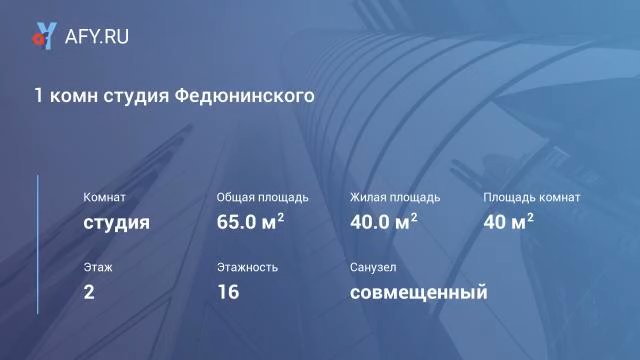 AFY.RU
1 комн студия Федюнинского
Комнат
студия
Общая площадь
65.0 м²
Жилая площадь
40.0 м²
Площадь комнат
40 м²
Этаж
2
Этажность
16
Санузел
совмещенный